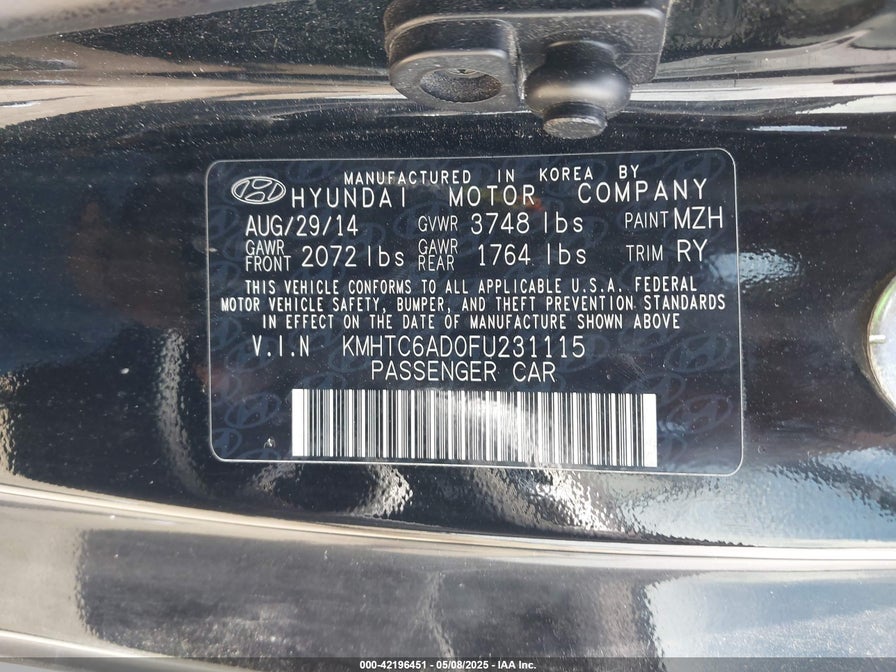 MANUFACTURED IN KOREA BY
HYUNDAI MOTOR COMPANY
AUG/29/14 GVWR 3748 lbs PAINT MZH
GAWR FRONT 2072 lbs GAWR REAR 1764 lbs TRIM RY
THIS VEHICLE CONFORMS TO ALL APPLICABLE U.S.A. FEDERAL
MOTOR VEHICLE SAFETY, BUMPER, AND THEFT PREVENTION STANDARDS
IN EFFECT ON THE DATE OF MANUFACTURE SHOWN ABOVE
V.I.N KMHTC6AD0FU231115
PASSENGER CAR
000-42196451 - 05/08/2025 - IAA Inc.